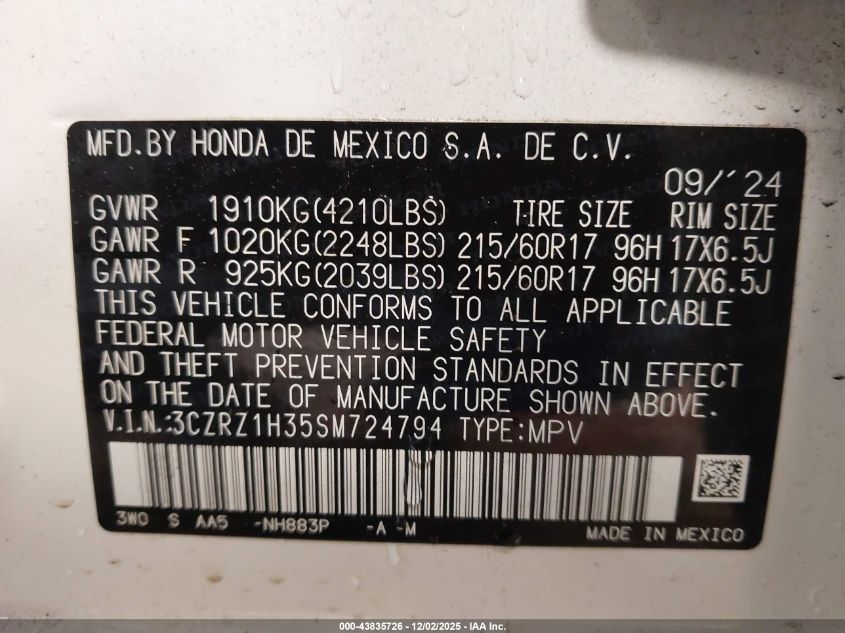 MFD.BY HONDA DE MEXICO S.A. DE C.V.
09/'24
GVWR 1910KG(4210LBS) TIRE SIZE RIM SIZE
GAWR F 1020KG(2248LBS) 215/60R17 96H 17X6.5J
GAWR R 925KG(2039LBS) 215/60R17 96H 17X6.5J
THIS VEHICLE CONFORMS TO ALL APPLICABLE
FEDERAL MOTOR VEHICLE SAFETY
AND THEFT PREVENTION STANDARDS IN EFFECT
ON THE DATE OF MANUFACTURE SHOWN ABOVE.
V.I.N.:3CZRZ1H35SM724794 TYPE:MPV
3W0 S AA5 -NH883P -A -M
MADE IN MEXICO
000-43835726 - 12/02/2025 - IAA Inc.